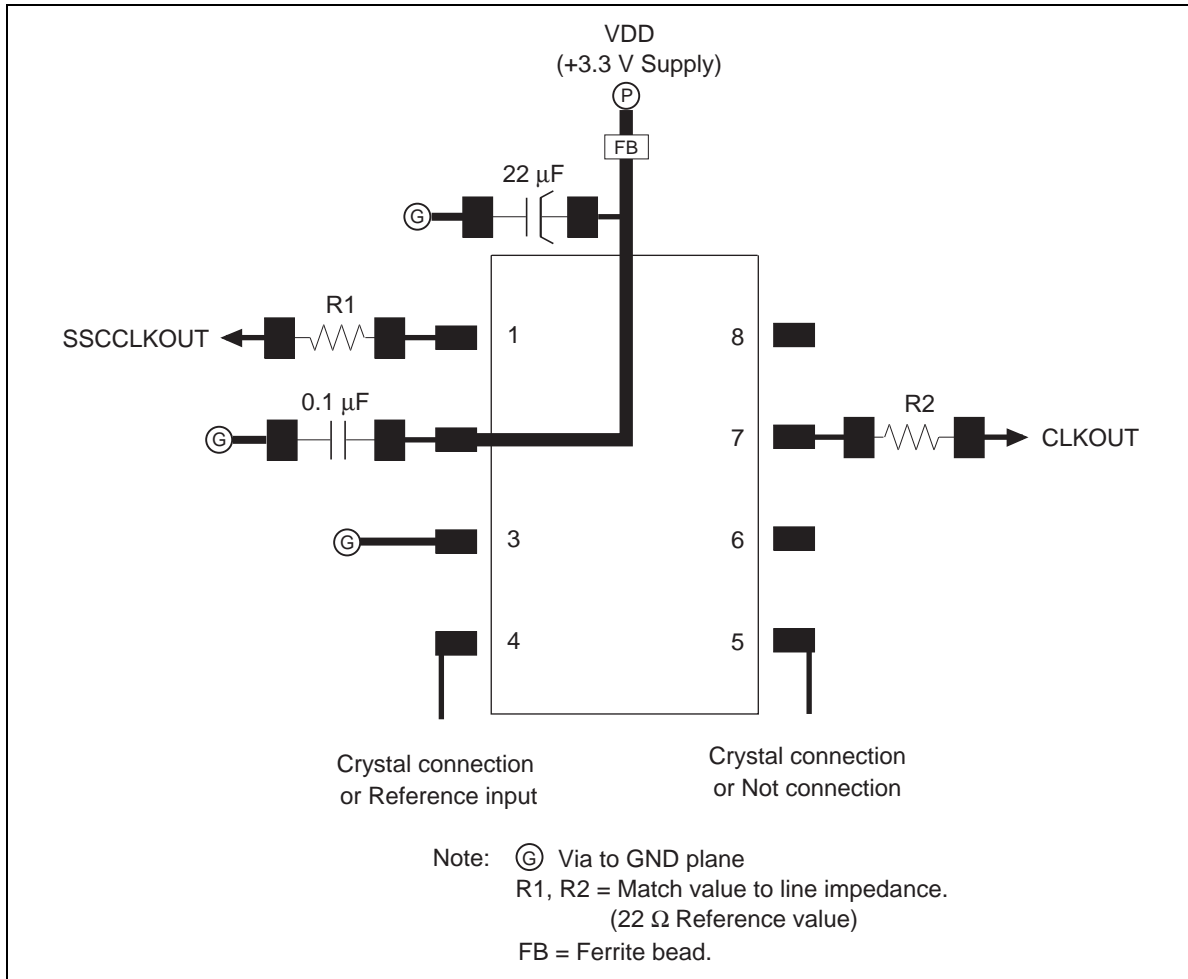 VDD
(+3.3 V Supply)
P
FB
22 μF
G
R1
SSCCLKOUT
1
8
0.1 μF
G
R2
7
CLKOUT
G
3
6
4
5
Crystal connection
or Reference input
Crystal connection
or Not connection
Note: G Via to GND plane
R1, R2 = Match value to line impedance.
(22 Ω Reference value)
FB = Ferrite bead.